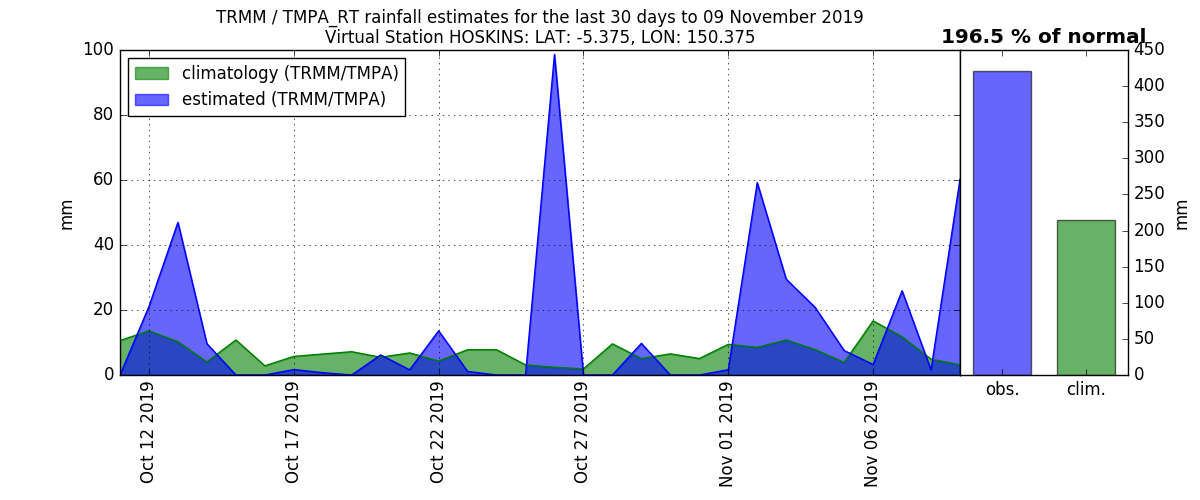 TRMM / TMPA_RT rainfall estimates for the last 30 days to 09 November 2019
Virtual Station HOSKINS: LAT: -5.375, LON: 150.375
196.5 % of normal
climatology (TRMM/TMPA)
estimated (TRMM/TMPA)
mm
100
80
60
40
20
0
Oct 12 2019
Oct 17 2019
Oct 22 2019
Oct 27 2019
Nov 01 2019
Nov 06 2019
450
400
350
300
250
200
150
100
50
0
mm
obs.
clim.